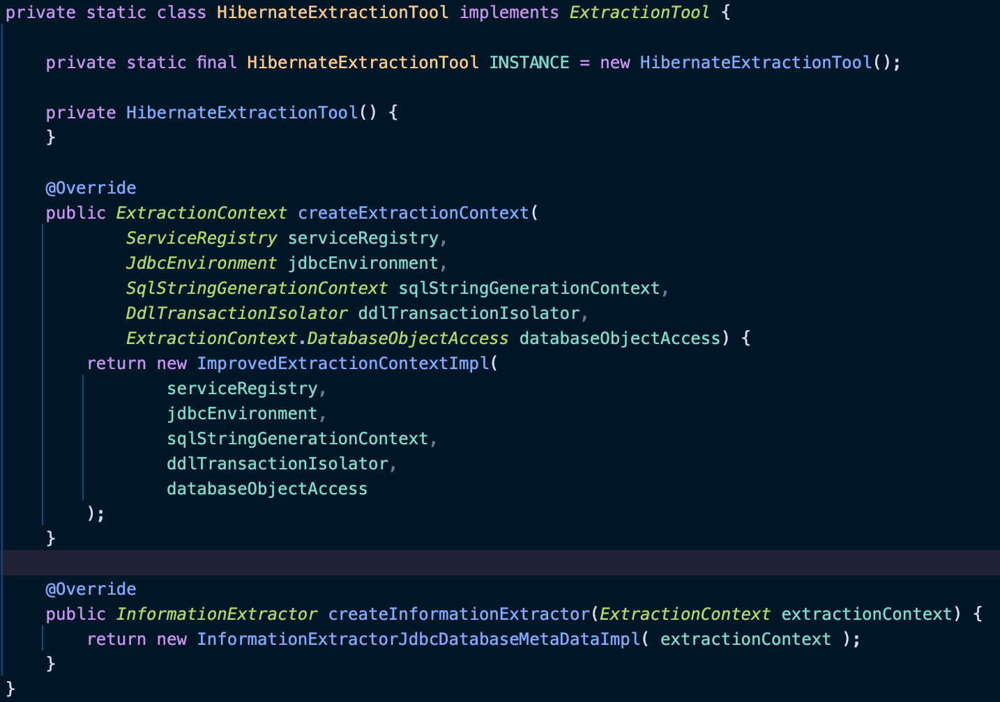 private static class HibernateExtractionTool implements ExtractionTool {
private static final HibernateExtractionTool INSTANCE = new HibernateExtractionTool();
private HibernateExtractionTool() {
}
@Override
public ExtractionContext createExtractionContext(
ServiceRegistry serviceRegistry,
JdbcEnvironment jdbcEnvironment,
SqlStringGenerationContext sqlStringGenerationContext,
DdlTransactionIsolator ddlTransactionIsolator,
ExtractionContext.DatabaseObjectAccess databaseObjectAccess) {
return new ImprovedExtractionContextImpl(
serviceRegistry,
jdbcEnvironment,
sqlStringGenerationContext,
ddlTransactionIsolator,
databaseObjectAccess
);
}
@Override
public InformationExtractor createInformationExtractor(ExtractionContext extractionContext) {
return new InformationExtractorJdbcDatabaseMetaDataImpl( extractionContext );
}
}